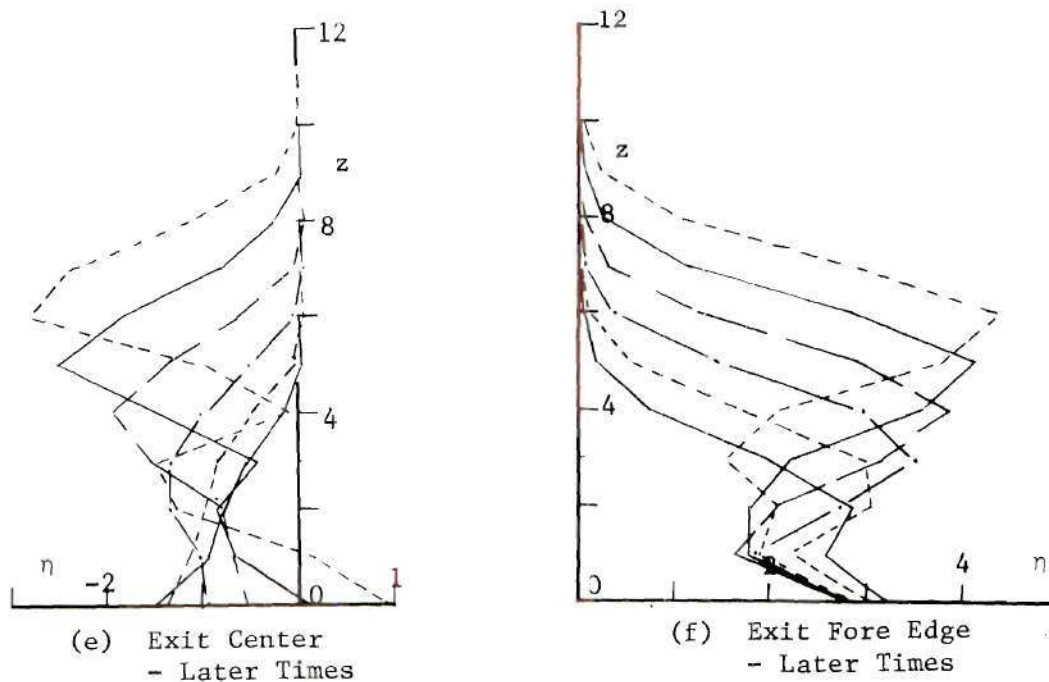 12
z
8
4
η
-2
0
1
(e) Exit Center
- Later Times
12
z
8
4
0
2
4
η
(f) Exit Fore Edge
- Later Times